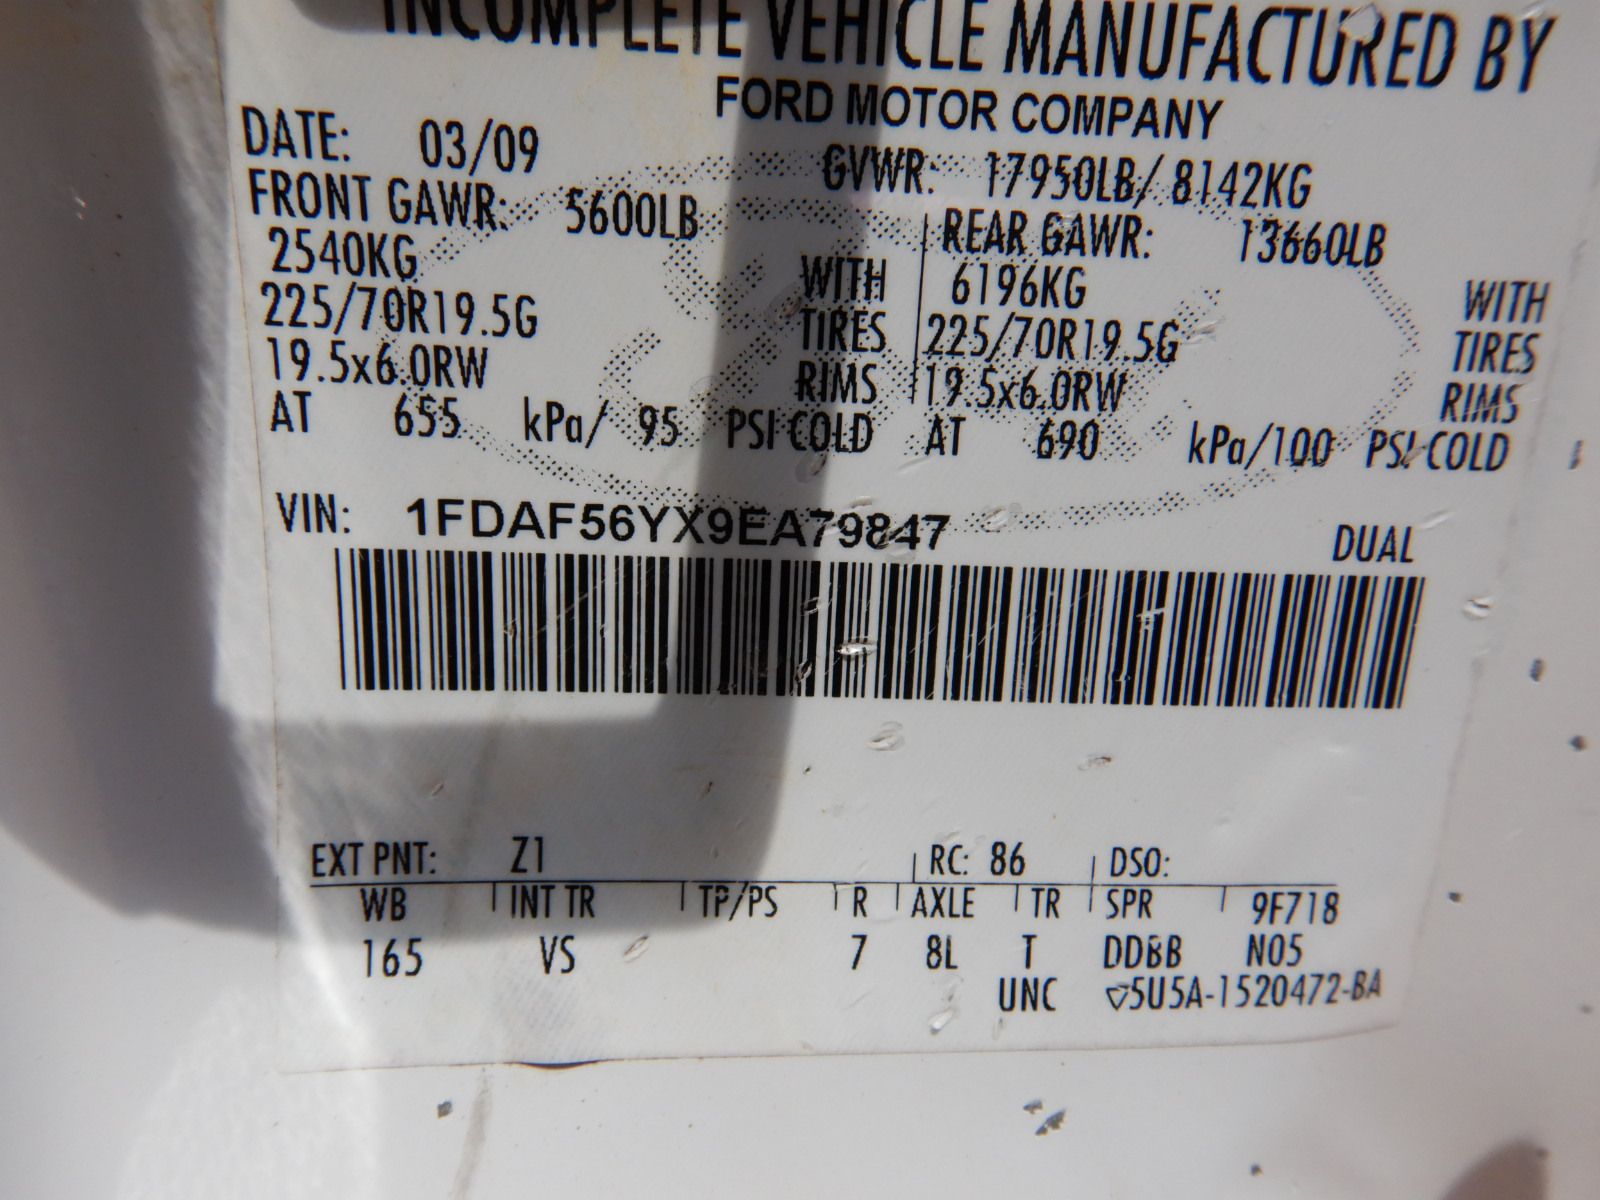 INCOMPLETE VEHICLE MANUFACTURED BY
FORD MOTOR COMPANY
DATE: 03/09 GVWR: 17950LB/ 8142KG
FRONT GAWR: 5600LB REAR GAWR: 13660LB
2540KG WITH 6196KG WITH
225/70R19.5G TIRES 225/70R19.5G TIRES
19.5x6.0RW RIMS 19.5x6.0RW RIMS
AT 655 kPa/ 95 PSI COLD AT 690 kPa/100 PSI COLD
VIN: 1FDAF56YX9EA79847 DUAL
EXT PNT: Z1 RC: 86 DSO:
WB INT TR TP/PS R AXLE TR SPR 9F718
165 VS 7 8L T DDBB N05
UNC ▽5U5A-1520472-BA